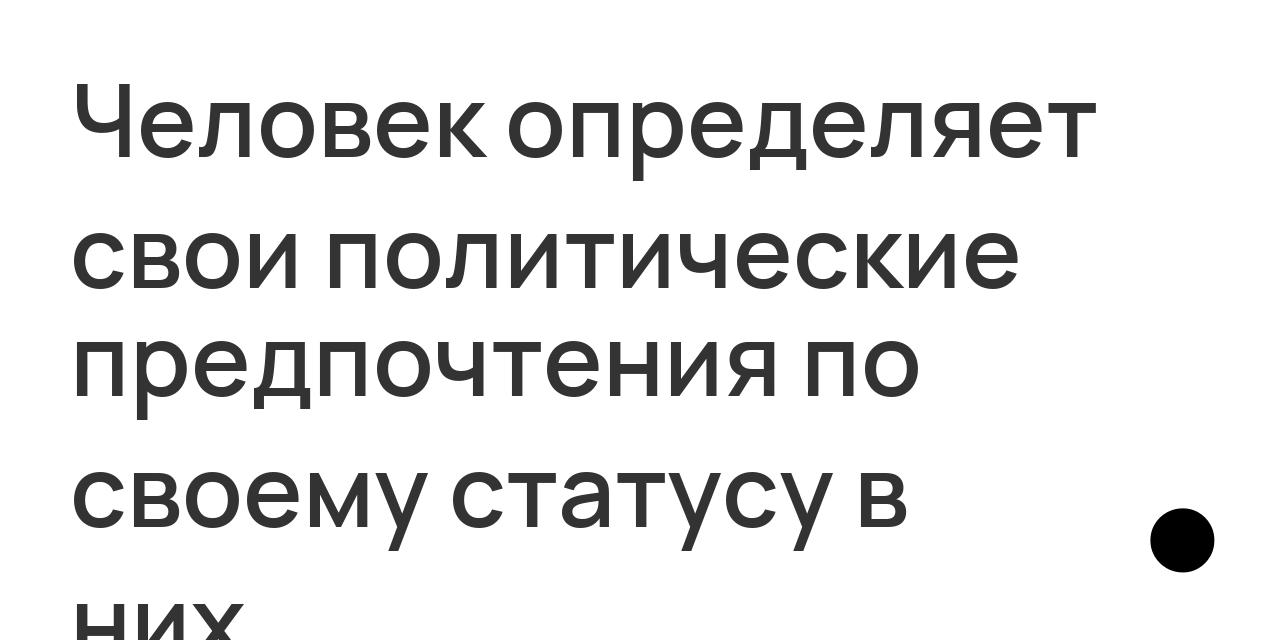 Человек определяет
свои политические
предпочтения по
своему статусу в
них